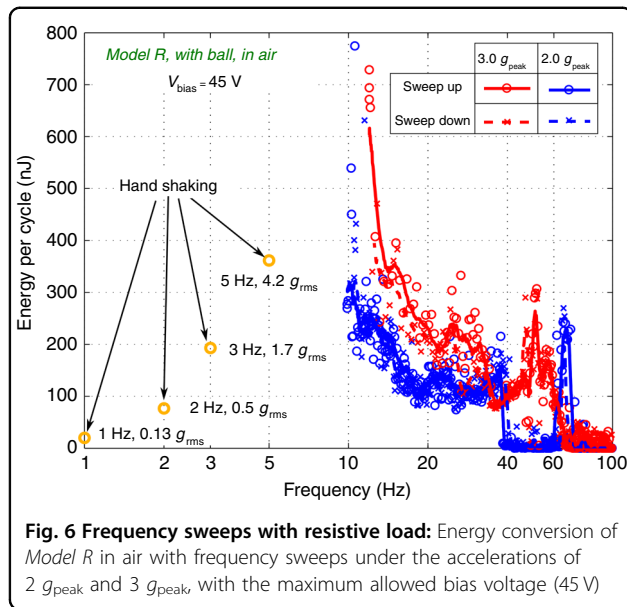 Model R, with ball, in air
V_bias = 45 V
3.0 g_peak
2.0 g_peak
Sweep up
Sweep down
Hand shaking
5 Hz, 4.2 g_rms
3 Hz, 1.7 g_rms
2 Hz, 0.5 g_rms
1 Hz, 0.13 g_rms
Energy per cycle (nJ)
800
700
600
500
400
300
200
100
0
1
2
3
5
10
20
40
60
100
Frequency (Hz)
Fig. 6 Frequency sweeps with resistive load: Energy conversion of
Model R in air with frequency sweeps under the accelerations of
2 g_peak and 3 g_peak, with the maximum allowed bias voltage (45 V)